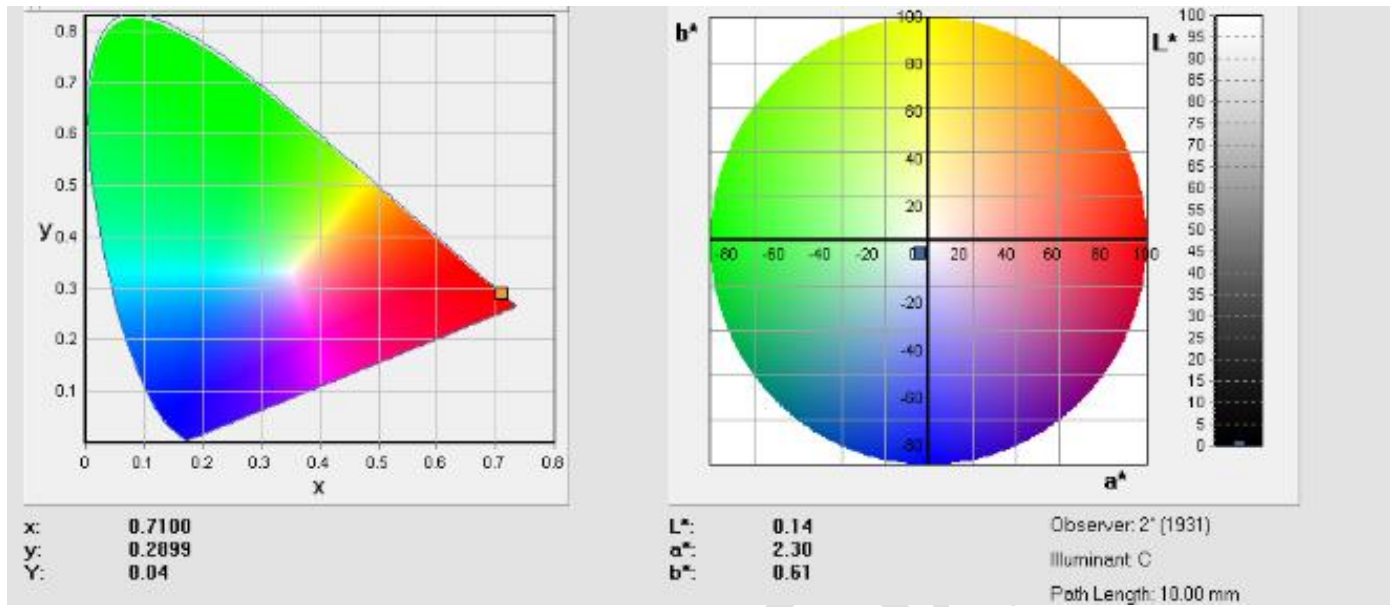 0.8
0.7
0.6
0.5
y 0.4
0.3
0.2
0.1
0 0.1 0.2 0.3 0.4 0.5 0.6 0.7 0.8
x
x: 0.7100
y: 0.2899
Y: 0.04
b*
100
80
60
40
20
-80 -60 -40 -20 0 20 40 60 80 100
-20
-40
-60
-80
a*
L*
100
95
90
85
80
75
70
65
60
55
50
45
40
35
30
25
20
15
10
5
0
L*: 0.14
a*: 2.30
b*: 0.61
Observer: 2° (1931)
Illuminant: C
Path Length: 10.00 mm